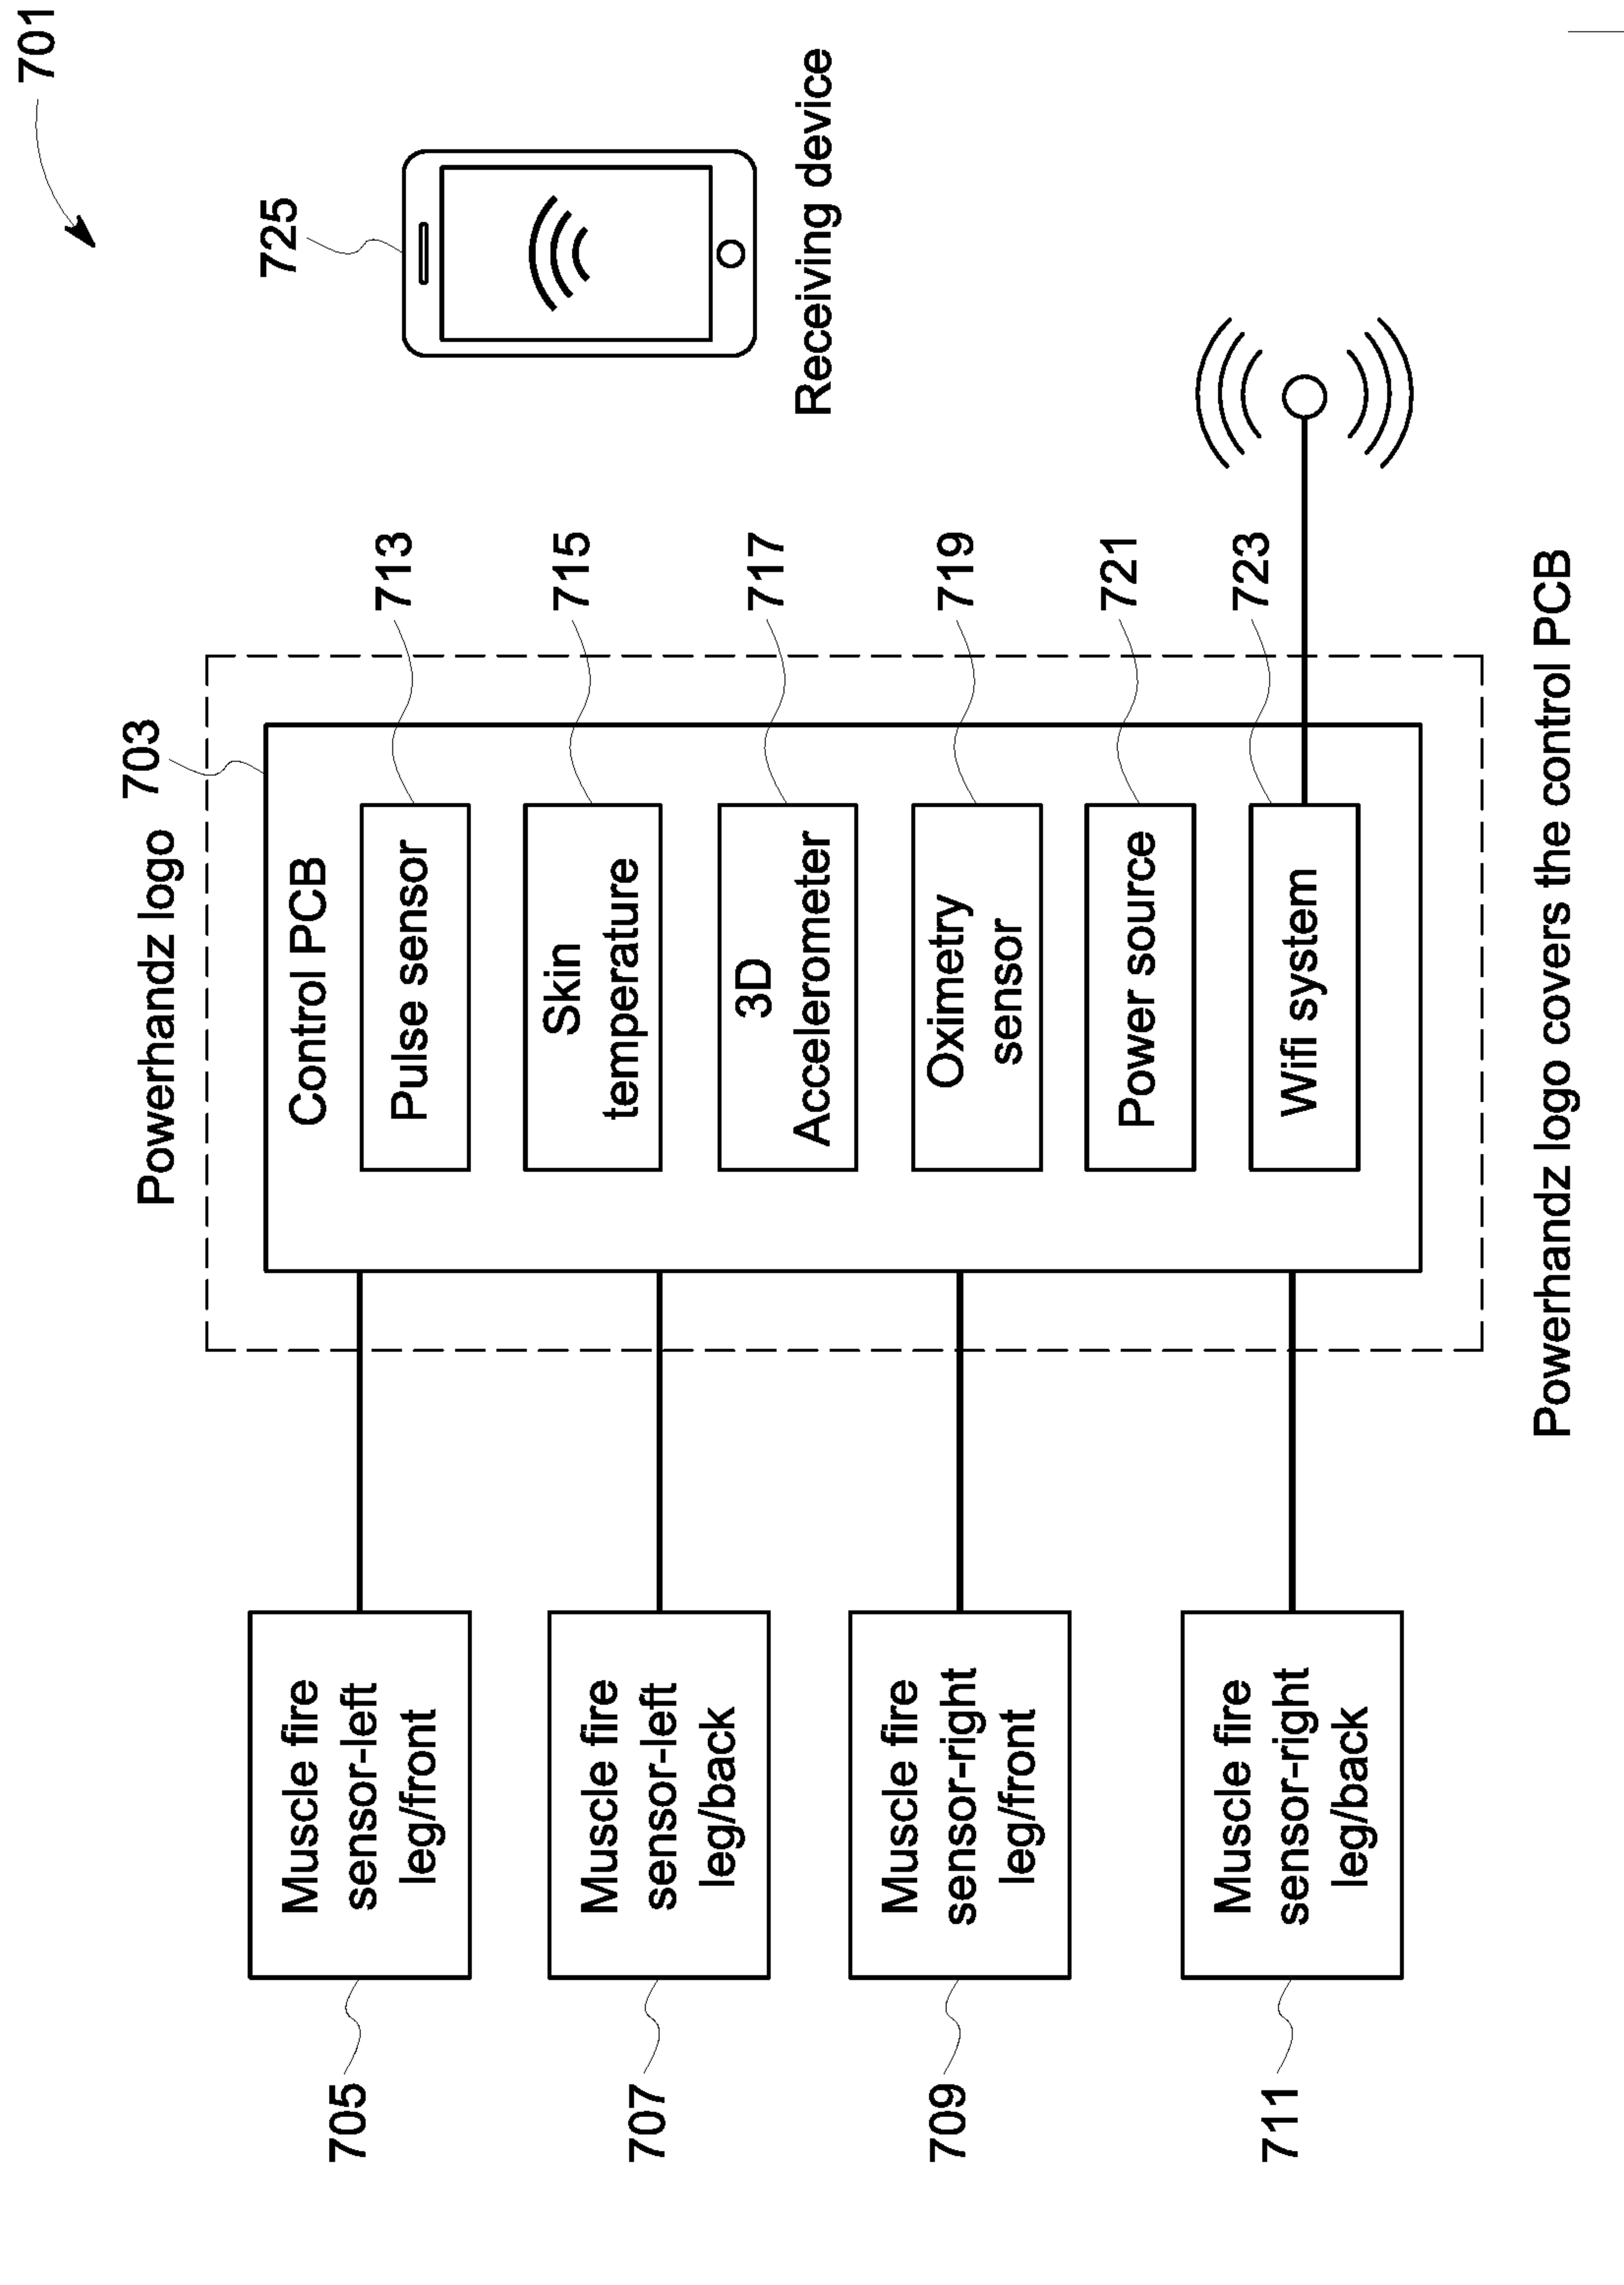 701
Powerhandz logo
703
Control PCB
Pulse sensor
713
Skin
temperature
715
3D
Accelerometer
717
Oximetry
sensor
719
Power source
721
Wifi system
723
Powerhandz logo covers the control PCB
725
Receiving device
Muscle fire
sensor-left
leg/front
705
Muscle fire
sensor-left
leg/back
707
Muscle fire
sensor-right
leg/front
709
Muscle fire
sensor-right
leg/back
711